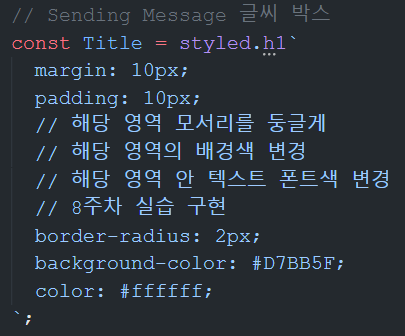 // Sending Message 글씨 박스
const Title = styled.h1`
margin: 10px;
padding: 10px;
// 해당 영역 모서리를 둥글게
// 해당 영역의 배경색 변경
// 해당 영역 안 텍스트 폰트색 변경
// 8주차 실습 구현
border-radius: 2px;
background-color: #D7BB5F;
color: #ffffff;
`;